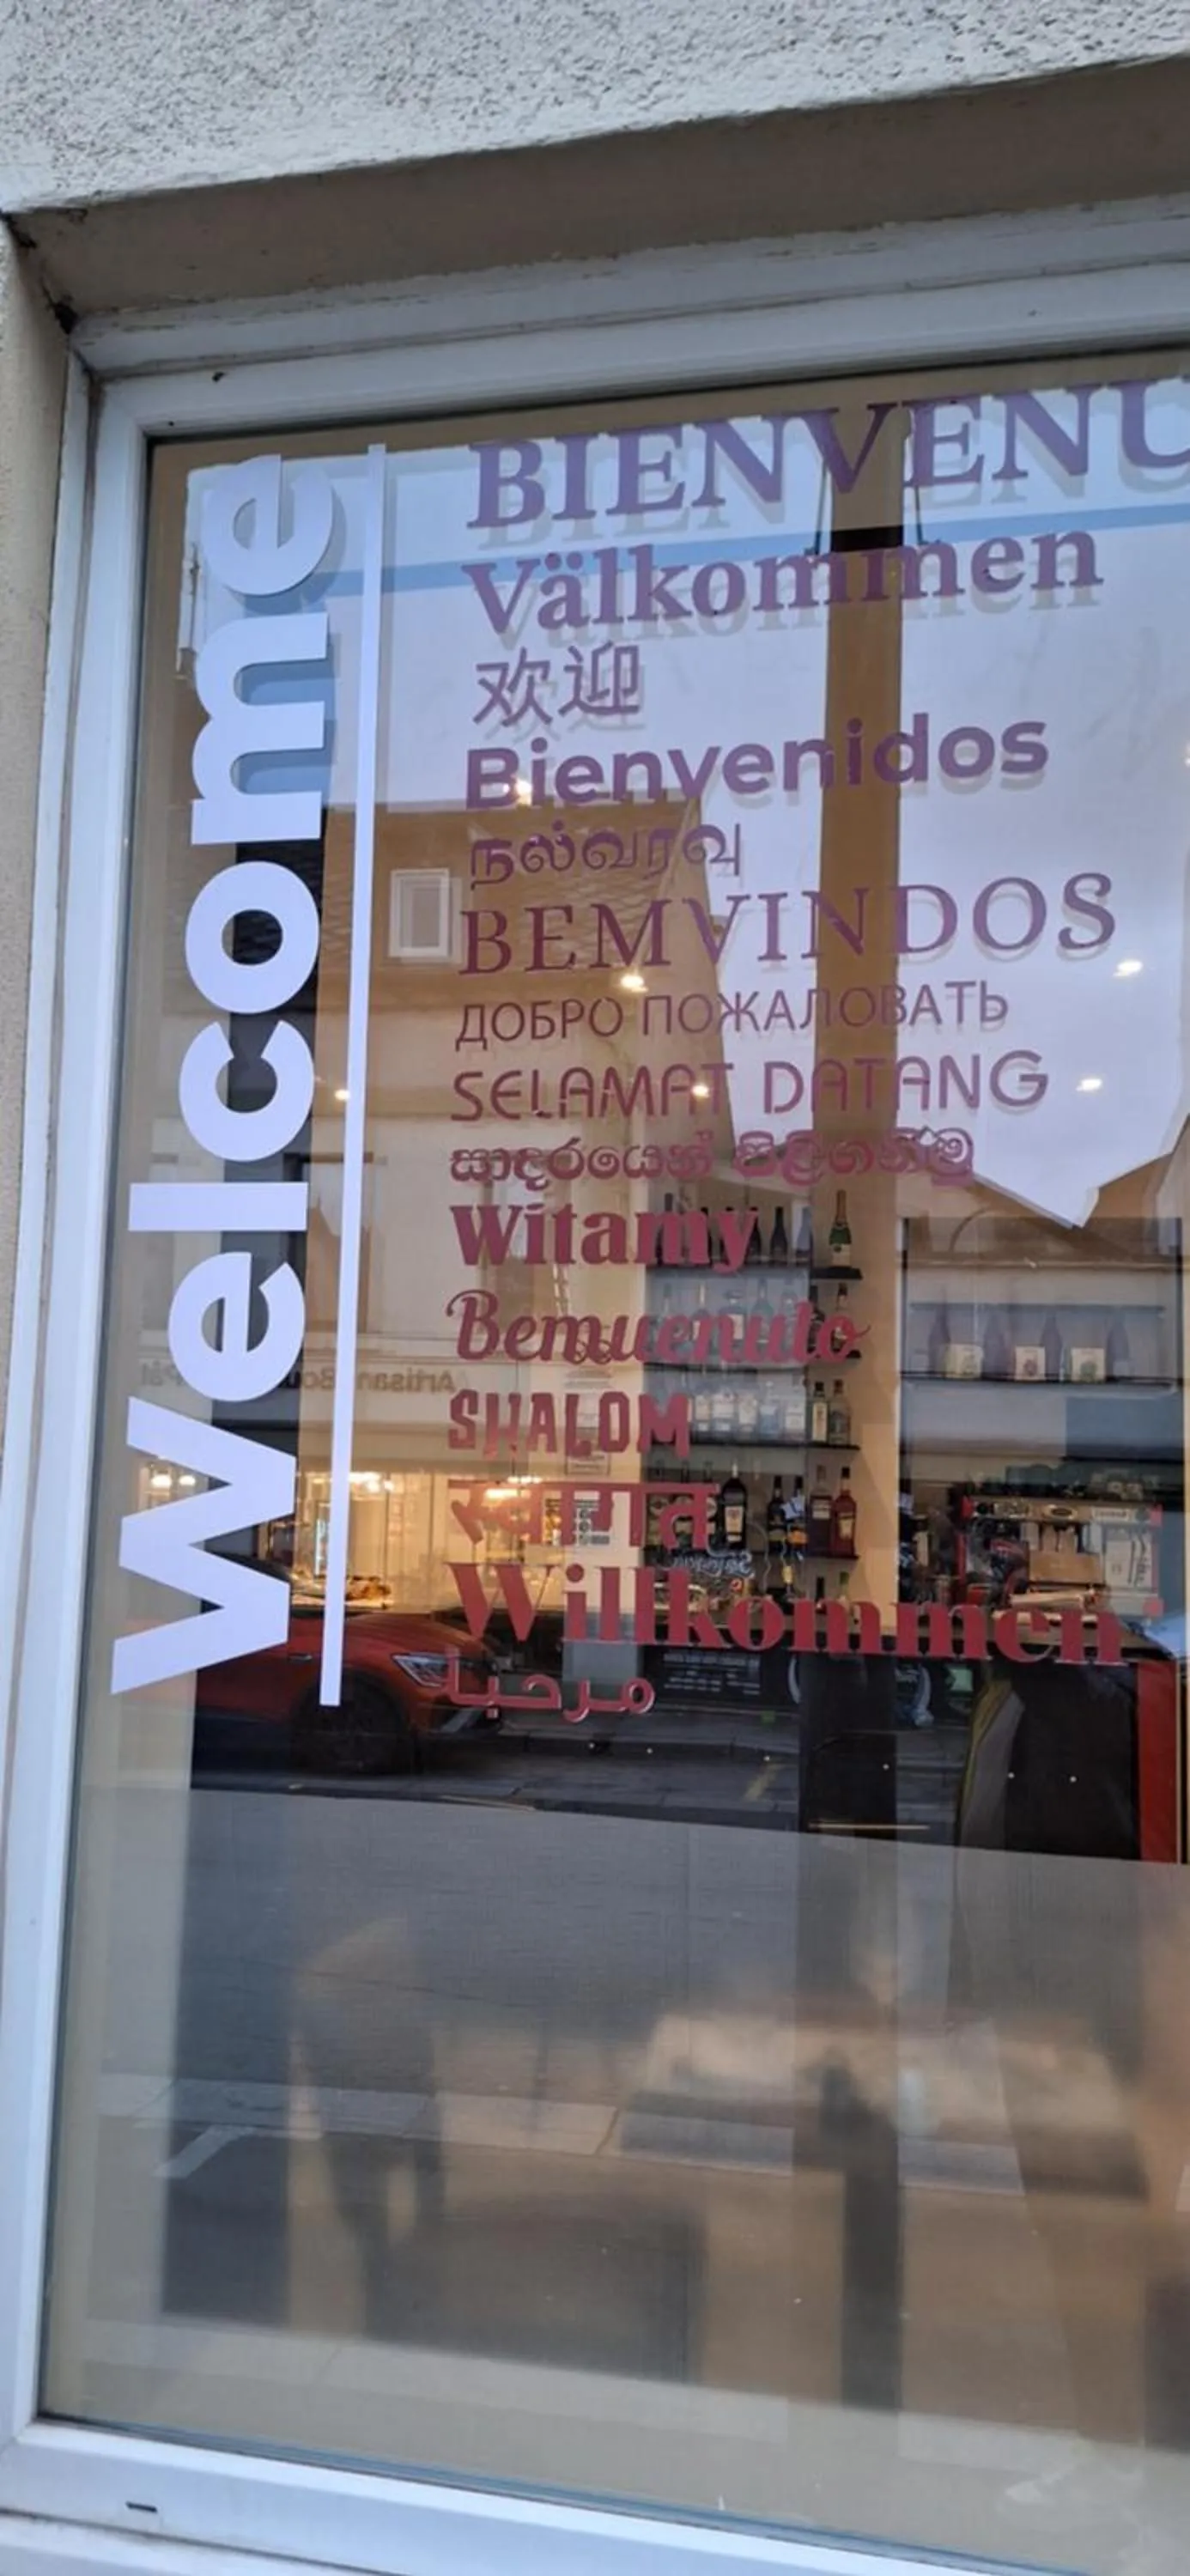 welcome
BIENVENU
Välkommen
欢迎
Bienvenidos
நல்வரவு
BEMVINDOS
ДОБРО ПОЖАЛОВАТЬ
SELAMAT DATANG
සාදරයෙන් පිළිගනිමු
Witamy
Bemuenuto
SHALOM
स्वागत
Willkommen
مرحبا